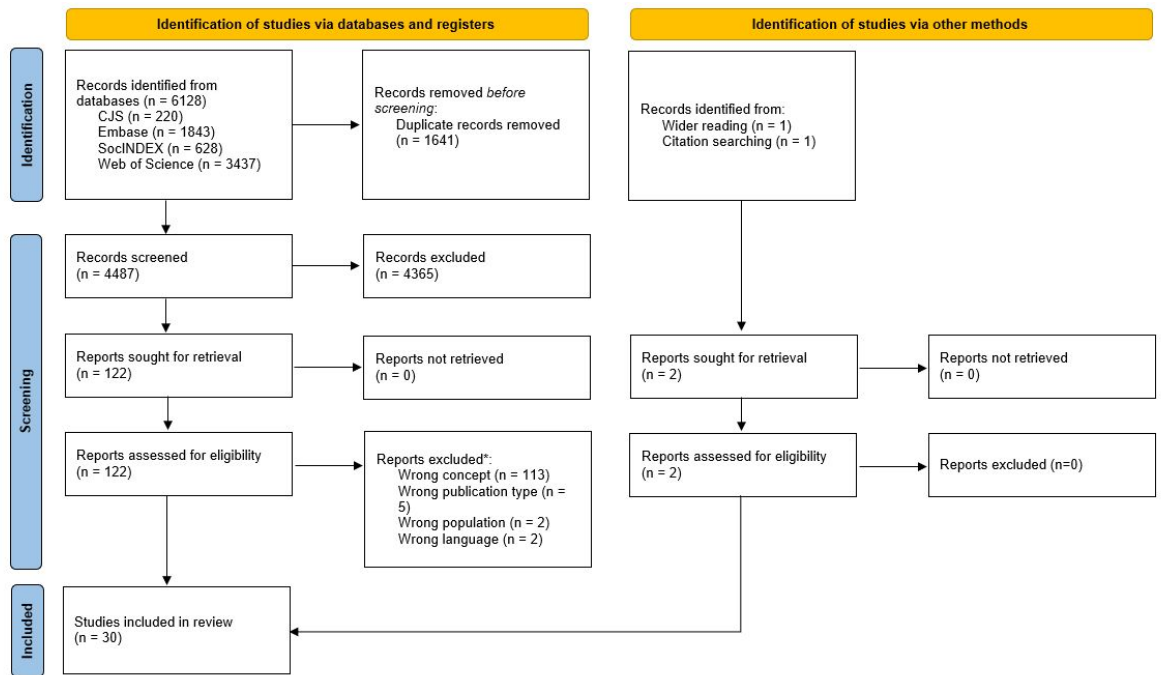 Identification of studies via databases and registers
Identification of studies via other methods
Identification
Records identified from
databases (n = 6128)
CJS (n = 220)
Embase (n = 1843)
SocINDEX (n = 628)
Web of Science (n = 3437)
Records removed before
screening:
Duplicate records removed
(n = 1641)
Records identified from:
Wider reading (n = 1)
Citation searching (n = 1)
Screening
Records screened
(n = 4487)
Records excluded
(n = 4365)
Reports sought for retrieval
(n = 122)
Reports not retrieved
(n = 0)
Reports sought for retrieval
(n = 2)
Reports not retrieved
(n = 0)
Reports assessed for eligibility
(n = 122)
Reports excluded*:
Wrong concept (n = 113)
Wrong publication type (n =
5)
Wrong population (n = 2)
Wrong language (n = 2)
Reports assessed for eligibility
(n = 2)
Reports excluded (n=0)
Included
Studies included in review
(n = 30)